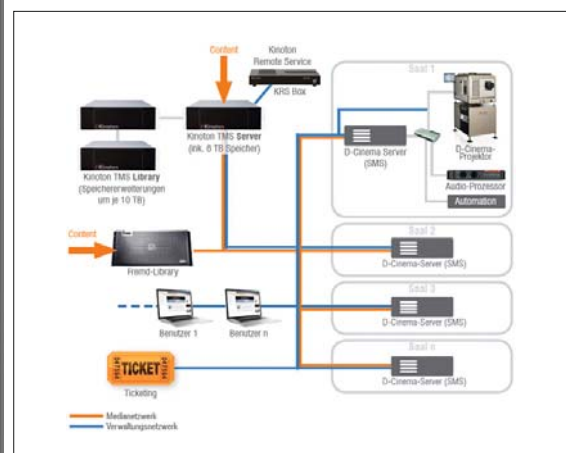 Content
Kinoton
Remote Service
KRS Box
Kinoton TMS Server
(ink. 8 TB Speicher)
Kinoton TMS Library
(Speichererweiterungen
um je 10 TB)
Content
Fremd-Library
Benutzer 1
Benutzer n
TICKET
Ticketing
Saal 1
D-Cinema Server
(SMS)
D-Cinema-
Projektor
Audio-Prozessor
Automation
Saal 2
D-Cinema-Server (SMS)
Saal 3
D-Cinema-Server (SMS)
Saal n
D-Cinema-Server (SMS)
Medianetzwerk
Verwaltungsnetzwerk